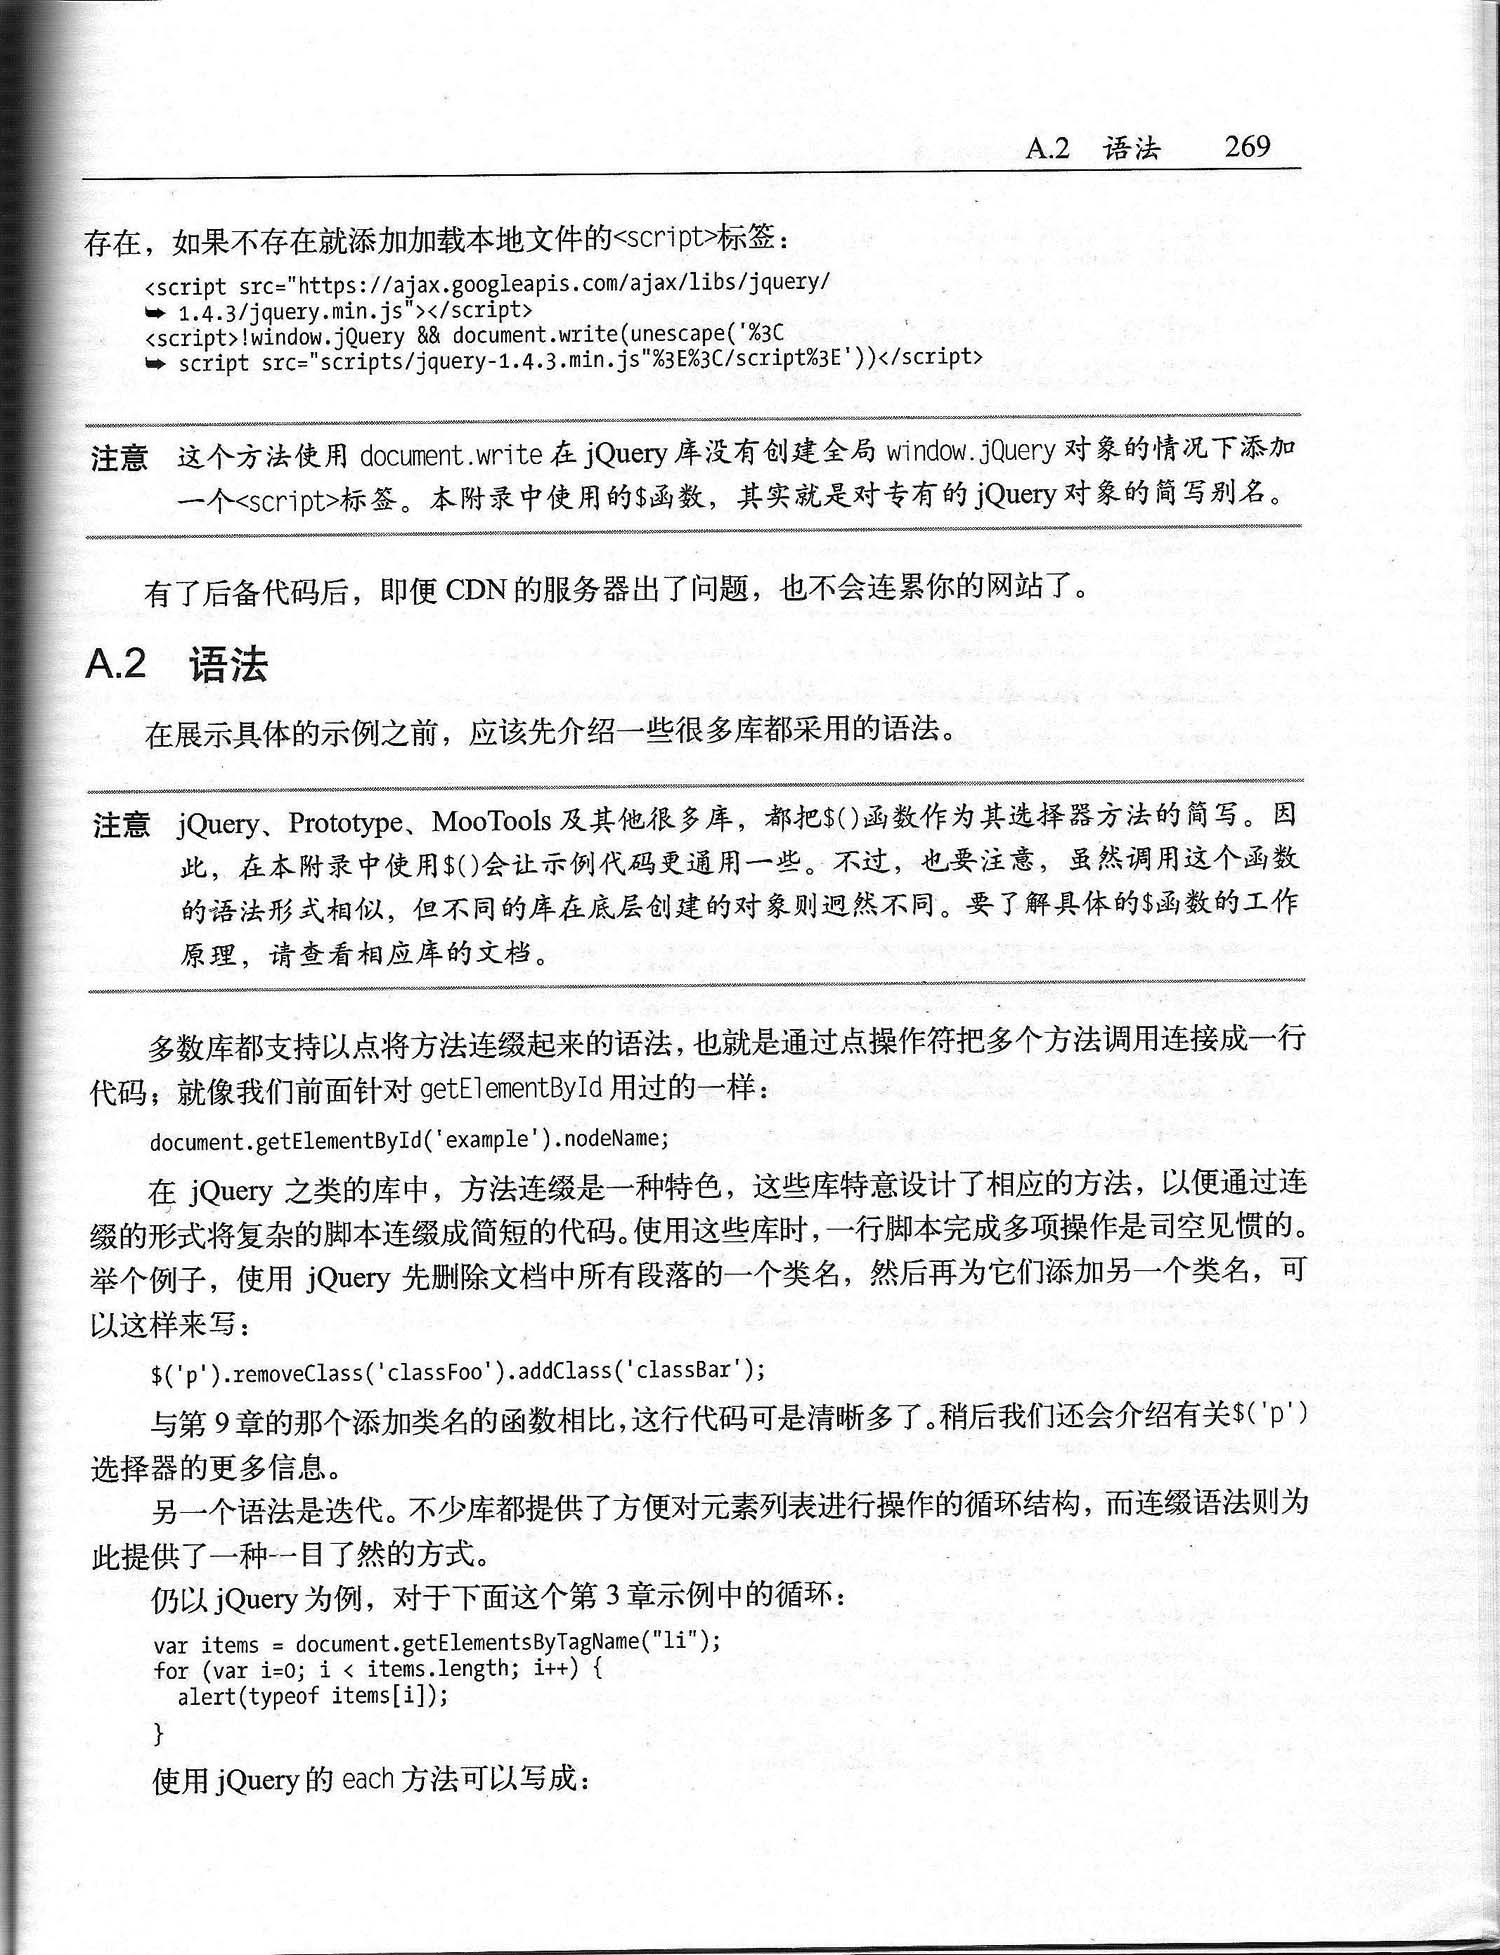 A.2 语法 269
存在，如果不存在就添加加载本地文件的<script>标签：
<script src="https://ajax.googleapis.com/ajax/libs/jquery/
➥ 1.4.3/jquery.min.js"></script>
<script>!window.jQuery && document.write(unescape('%3C
➥ script src="scripts/jquery-1.4.3.min.js"%3E%3C/script%3E'))</script>
注意 这个方法使用 document.write 在 jQuery 库没有创建全局 window.jQuery 对象的情况下添加
一个<script>标签。本附录中使用的$函数，其实就是对专有的 jQuery 对象的简写别名。
有了后备代码后，即便 CDN 的服务器出了问题，也不会连累你的网站了。
A.2 语法
在展示具体的示例之前，应该先介绍一些很多库都采用的语法。
注意 jQuery、Prototype、MooTools 及其他很多库，都把$()函数作为其选择器方法的简写。因
此，在本附录中使用$()会让示例代码更通用一些。不过，也要注意，虽然调用这个函数
的语法形式相似，但不同的库在底层创建的对象则迥然不同。要了解具体的$函数的工作
原理，请查看相应库的文档。
多数库都支持以点将方法连缀起来的语法，也就是通过点操作符把多个方法调用连接成一行
代码；就像我们前面针对 getElementById 用过的一样：
document.getElementById('example').nodeName;
在 jQuery 之类的库中，方法连缀是一种特色，这些库特意设计了相应的方法，以便通过连
缀的形式将复杂的脚本连缀成简短的代码。使用这些库时，一行脚本完成多项操作是司空见惯的。
举个例子，使用 jQuery 先删除文档中所有段落的一个类名，然后再为它们添加另一个类名，可
以这样来写：
$('p').removeClass('classFoo').addClass('classBar');
与第 9 章的那个添加类名的函数相比，这行代码可是清晰多了。稍后我们还会介绍有关$('p')
选择器的更多信息。
另一个语法是迭代。不少库都提供了方便对元素列表进行操作的循环结构，而连缀语法则为
此提供了一种一目了然的方式。
仍以 jQuery 为例，对于下面这个第 3 章示例中的循环：
var items = document.getElementsByTagName("li");
for (var i=0; i < items.length; i++) {
alert(typeof items[i]);
}
使用 jQuery 的 each 方法可以写成：